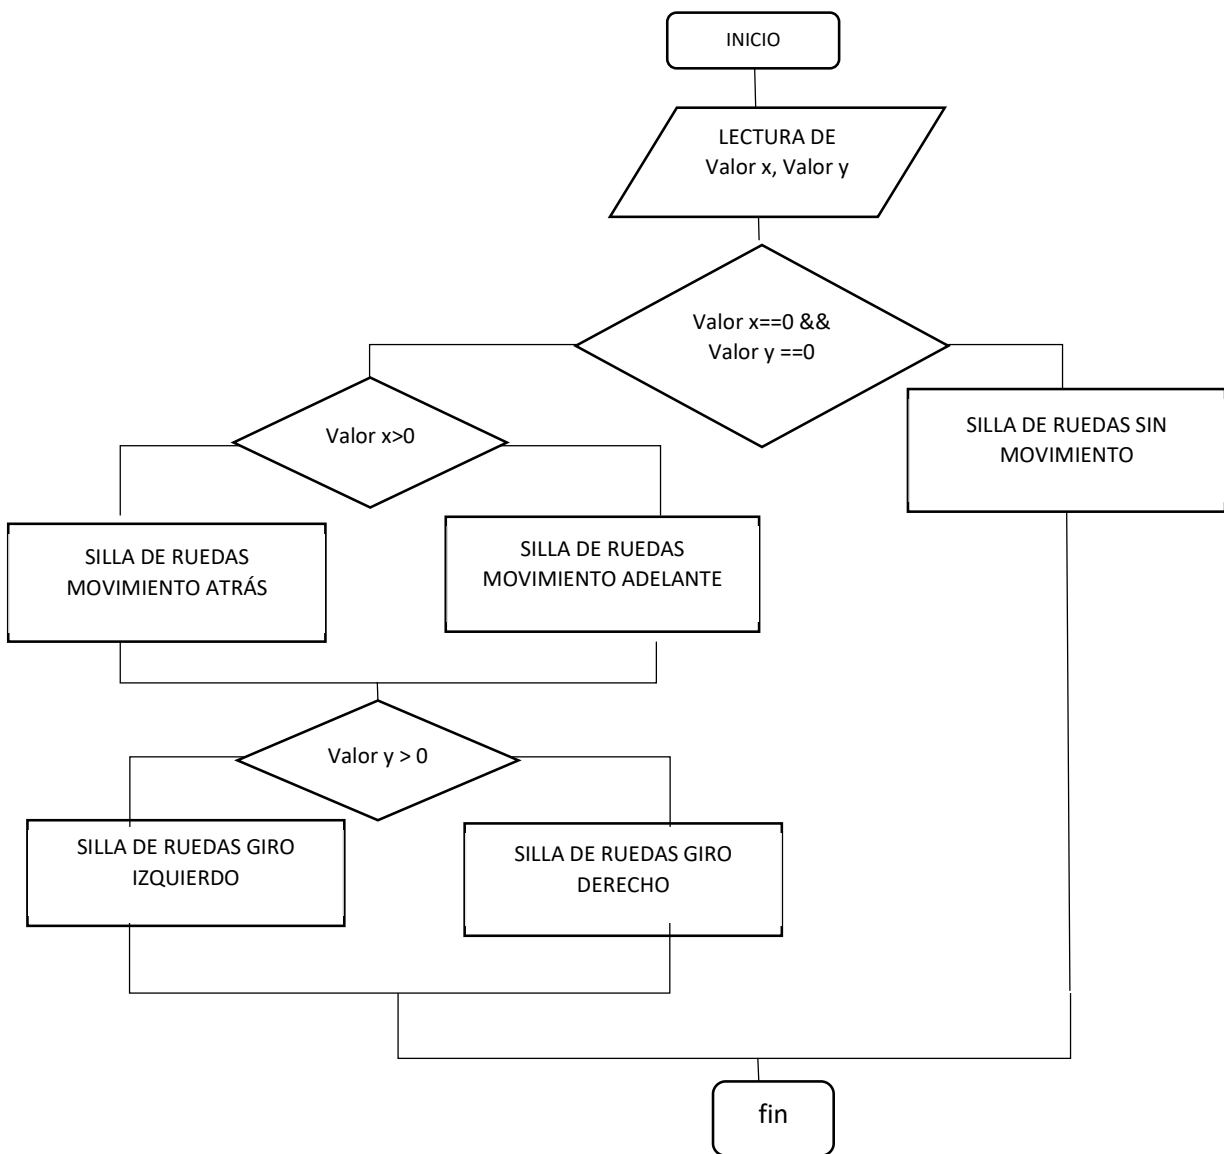 INICIO
LECTURA DE
Valor x, Valor y
Valor x==0 &&
Valor y ==0
Valor x>0
SILLA DE RUEDAS SIN
MOVIMIENTO
SILLA DE RUEDAS
MOVIMIENTO ATRÁS
SILLA DE RUEDAS
MOVIMIENTO ADELANTE
Valor y > 0
SILLA DE RUEDAS GIRO
IZQUIERDO
SILLA DE RUEDAS GIRO
DERECHO
fin